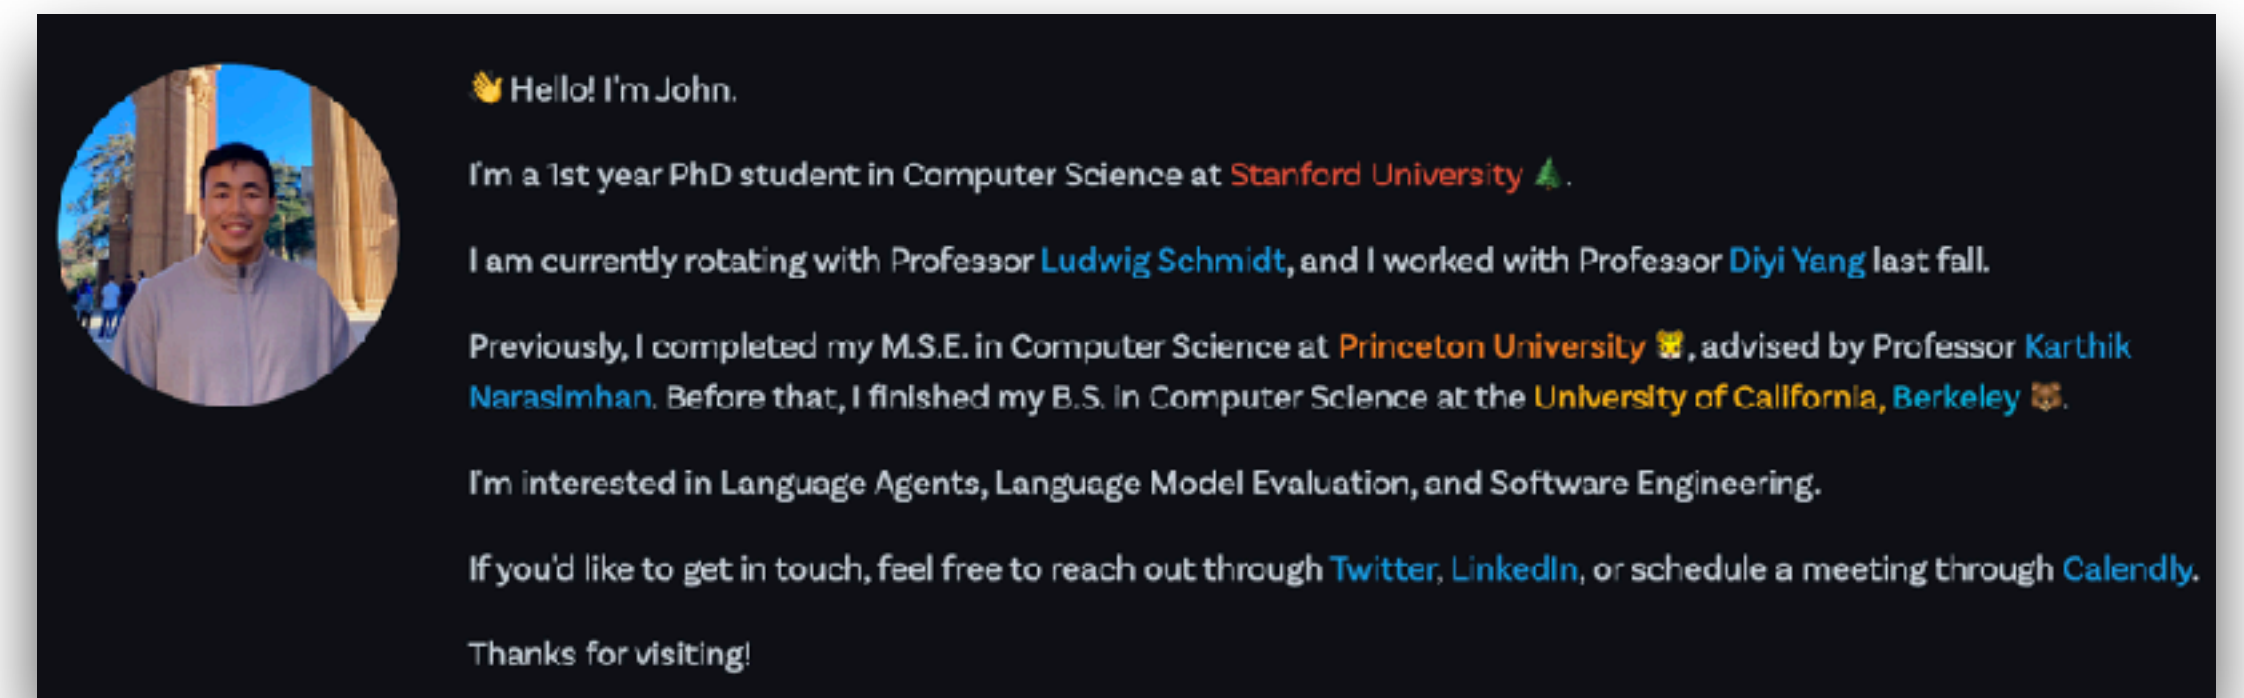 👋 Hello! I'm John.
I'm a 1st year PhD student in Computer Science at Stanford University 🌲.
I am currently rotating with Professor Ludwig Schmidt, and I worked with Professor Diyi Yang last fall.
Previously, I completed my M.S.E. in Computer Science at Princeton University 🐯, advised by Professor Karthik
Narasimhan. Before that, I finished my B.S. in Computer Science at the University of California, Berkeley 🐻.
I'm interested in Language Agents, Language Model Evaluation, and Software Engineering.
If you'd like to get in touch, feel free to reach out through Twitter, LinkedIn, or schedule a meeting through Calendly.
Thanks for visiting!